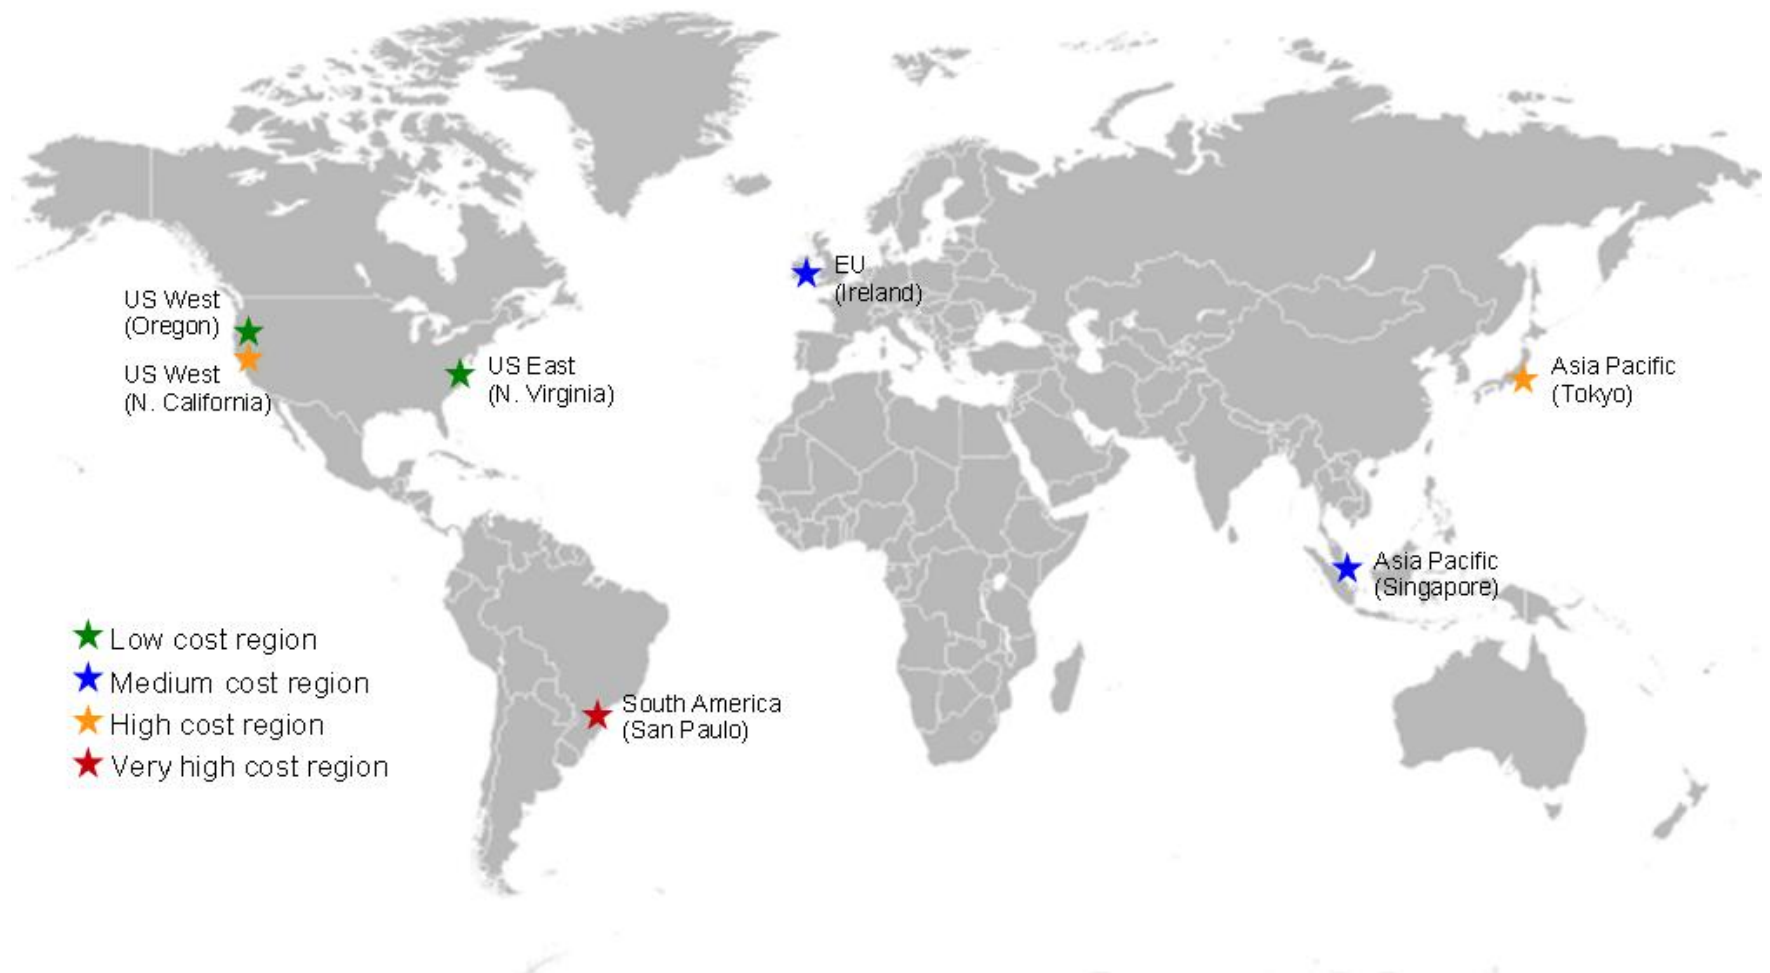 US West
(Oregon)
US West
(N. California)
US East
(N. Virginia)
EU
(Ireland)
Asia Pacific
(Tokyo)
Asia Pacific
(Singapore)
South America
(San Paulo)
Low cost region
Medium cost region
High cost region
Very high cost region